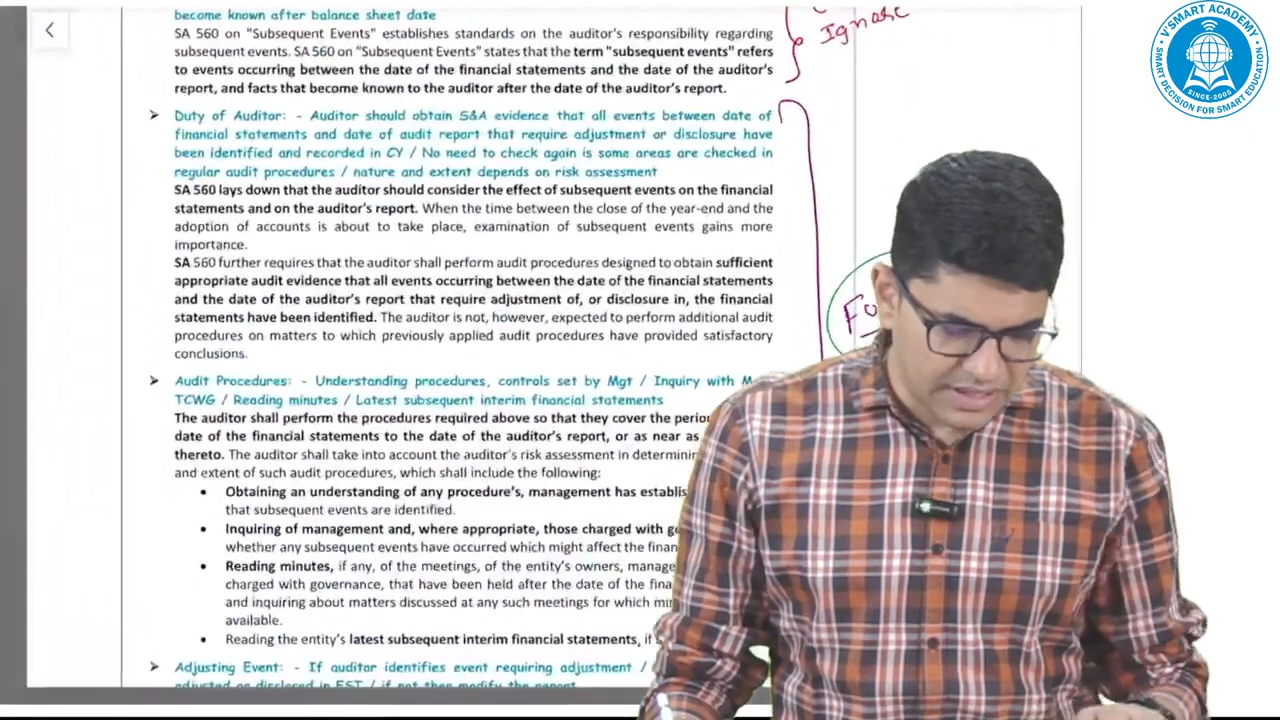 become known after balance sheet date
SA 560 on "Subsequent Events" establishes standards on the auditor's responsibility regarding
subsequent events. SA 560 on "Subsequent Events" states that the term "subsequent events" refers
to events occurring between the date of the financial statements and the date of the auditor's
report, and facts that become known to the auditor after the date of the auditor's report.
Ignore
VSMART ACADEMY
SMART DECISION FOR SMART EDUCATION
SINCE-2005
➤ Duty of Auditor: - Auditor should obtain S&A evidence that all events between date of
financial statements and date of audit report that require adjustment or disclosure have
been identified and recorded in CY / No need to check again is some areas are checked in
regular audit procedures / nature and extent depends on risk assessment
SA 560 lays down that the auditor should consider the effect of subsequent events on the financial
statements and on the auditor's report. When the time between the close of the year-end and the
adoption of accounts is about to take place, examination of subsequent events gains more
importance.
SA 560 further requires that the auditor shall perform audit procedures designed to obtain sufficient
appropriate audit evidence that all events occurring between the date of the financial statements
and the date of the auditor's report that require adjustment of, or disclosure in, the financial
statements have been identified. The auditor is not, however, expected to perform additional audit
procedures on matters to which previously applied audit procedures have provided satisfactory
conclusions.
➤ Audit Procedures: - Understanding procedures, controls set by Mgt / Inquiry with
TCWG / Reading minutes / Latest subsequent interim financial statements
The auditor shall perform the procedures required above so that they cover the
date of the financial statements to the date of the auditor's report, or as near as
thereto. The auditor shall take into account the auditor's risk assessment in
and extent of such audit procedures, which shall include the following:
• Obtaining an understanding of any procedure's, management has
that subsequent events are identified.
• Inquiring of management and, where appropriate, those charged with
whether any subsequent events have occurred which might affect the
• Reading minutes, if any, of the meetings, of the entity's owners,
charged with governance, that have been held after the date of the
and inquiring about matters discussed at any such meetings for which
available.
• Reading the entity's latest subsequent interim financial statements,
➤ Adjusting Event: - If auditor identifies event requiring adjustment /
adjusted or disclosed in FST / if not then modify the report